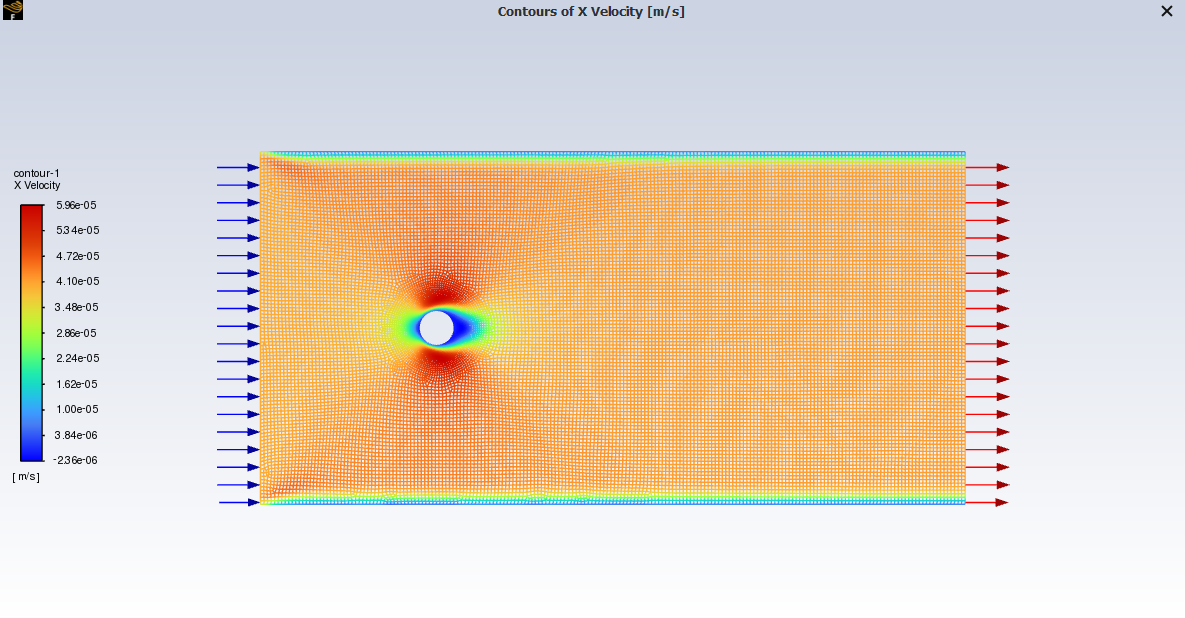 F
Contours of X Velocity [m/s]
contour-1
X Velocity
5.96e-05
5.34e-05
4.72e-05
4.10e-05
3.48e-05
2.86e-05
2.24e-05
1.62e-05
1.00e-05
3.84e-06
-2.36e-06
[ m/s ]